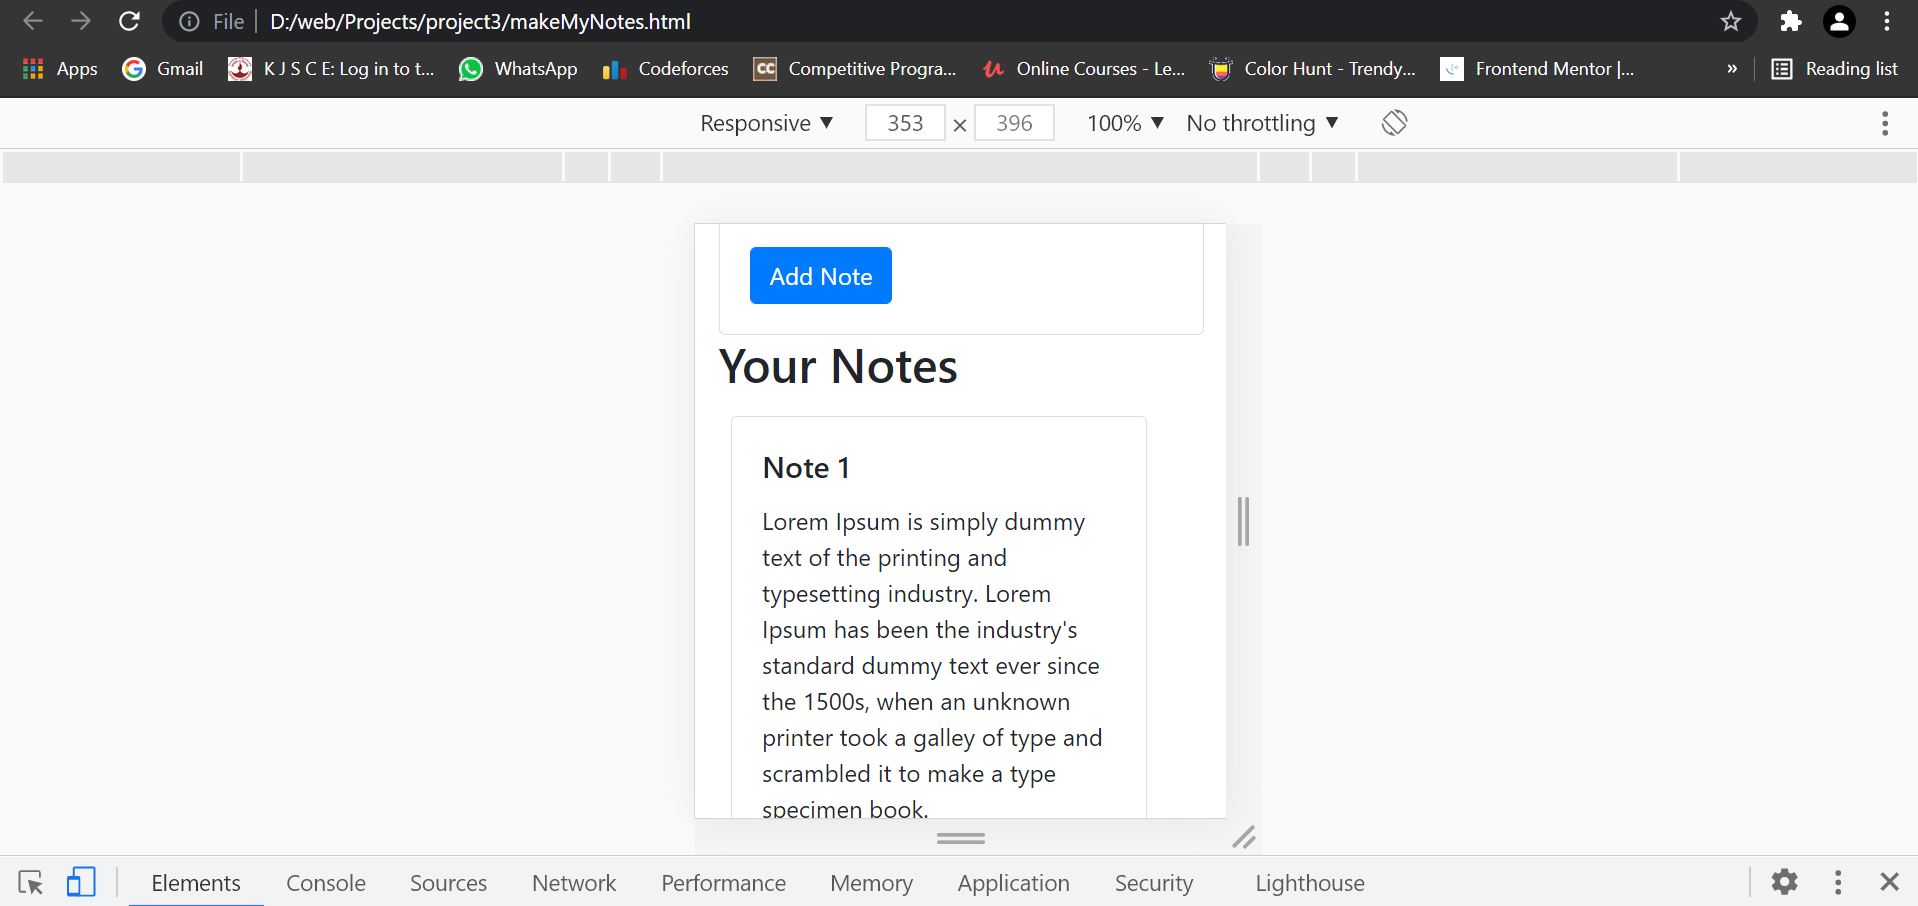 File D:/web/Projects/project3/makeMyNotes.html
Apps Gmail K J S C E: Log in to t... WhatsApp Codeforces CC Competitive Progra... Online Courses - Le... Color Hunt - Trendy... Frontend Mentor |... » Reading list
Responsive 353 × 396 100% No throttling
Add Note
Your Notes
Note 1
Lorem Ipsum is simply dummy
text of the printing and
typesetting industry. Lorem
Ipsum has been the industry's
standard dummy text ever since
the 1500s, when an unknown
printer took a galley of type and
scrambled it to make a type
specimen book.
Elements Console Sources Network Performance Memory Application Security Lighthouse